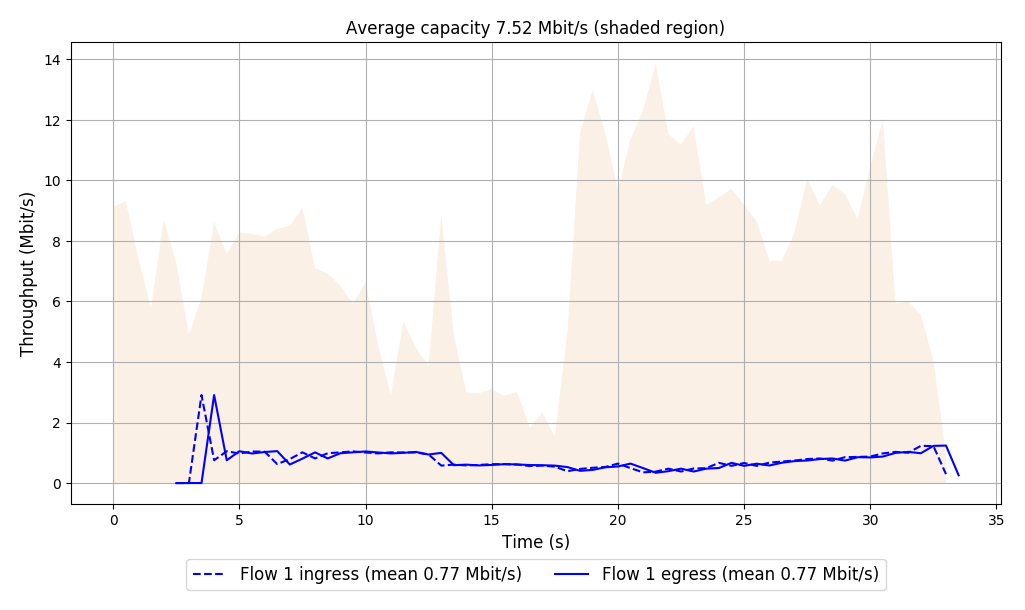 Average capacity 7.52 Mbit/s (shaded region)
Throughput (Mbit/s)
14
12
10
8
6
4
2
0
0 5 10 15 20 25 30 35
Time (s)
Flow 1 ingress (mean 0.77 Mbit/s) Flow 1 egress (mean 0.77 Mbit/s)